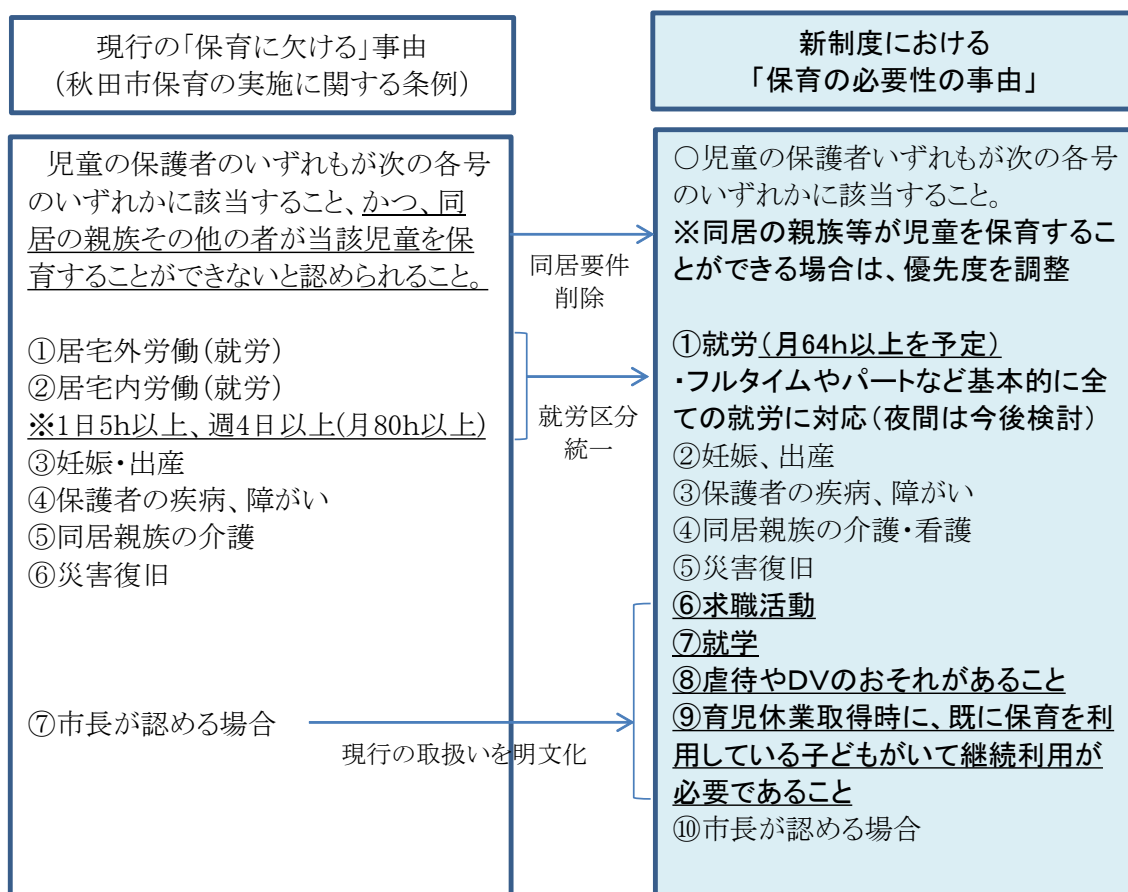 現行の「保育に欠ける」事由
(秋田市保育の実施に関する条例)
新制度における
「保育の必要性の事由」
児童の保護者のいずれもが次の各号
のいずれかに該当すること、かつ、同
居の親族その他の者が当該児童を保
育することができないと認められること。
①居宅外労働(就労)
②居宅内労働(就労)
※1日5h以上、週4日以上(月80h以上)
③妊娠・出産
④保護者の疾病、障がい
⑤同居親族の介護
⑥災害復旧
⑦市長が認める場合
同居要件
削除
就労区分
統一
現行の取扱いを明文化
○児童の保護者いずれもが次の各号
のいずれかに該当すること。
※同居の親族等が児童を保育するこ
とができる場合は、優先度を調整
①就労(月64h以上を予定)
・フルタイムやパートなど基本的に全
ての就労に対応(夜間は今後検討)
②妊娠、出産
③保護者の疾病、障がい
④同居親族の介護・看護
⑤災害復旧
⑥求職活動
⑦就学
⑧虐待やDVのおそれがあること
⑨育児休業取得時に、既に保育を利
用している子どもがいて継続利用が
必要であること
⑩市長が認める場合